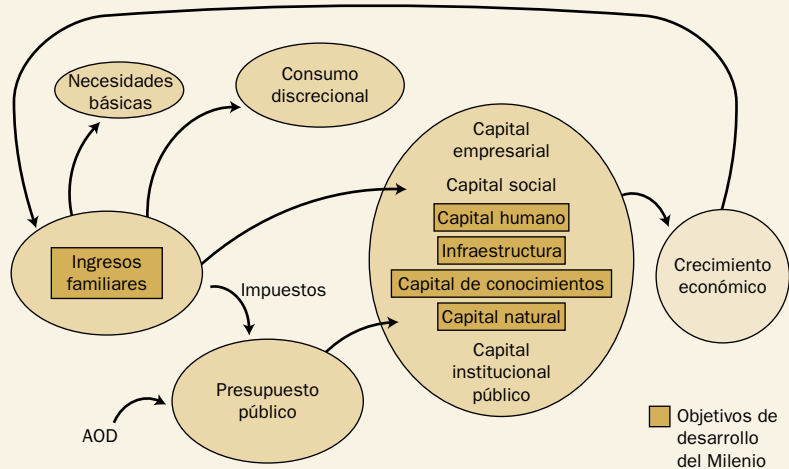 Necesidades
básicas
Consumo
discrecional
Capital
empresarial
Capital social
Capital humano
Infraestructura
Capital de conocimientos
Capital natural
Capital
institucional
público
Ingresos
familiares
Impuestos
Crecimiento
económico
Presupuesto
público
AOD
Objetivos de
desarrollo
del Milenio